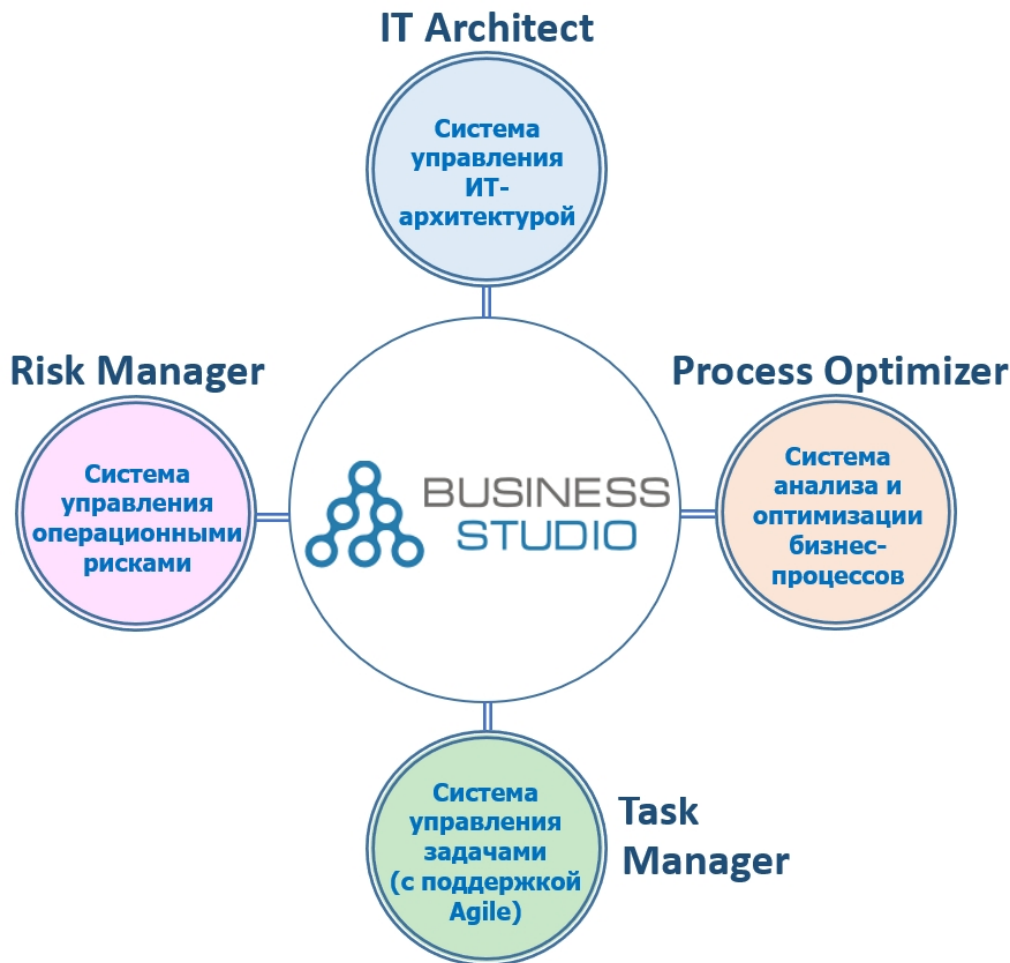 IT Architect
Система
управления
ИТ-
архитектурой
Risk Manager
Система
управления
операционными
рисками
BUSINESS
STUDIO
Process Optimizer
Система
анализа и
оптимизации
бизнес-
процессов
Система
управления
задачами
(с поддержкой
Agile)
Task
Manager